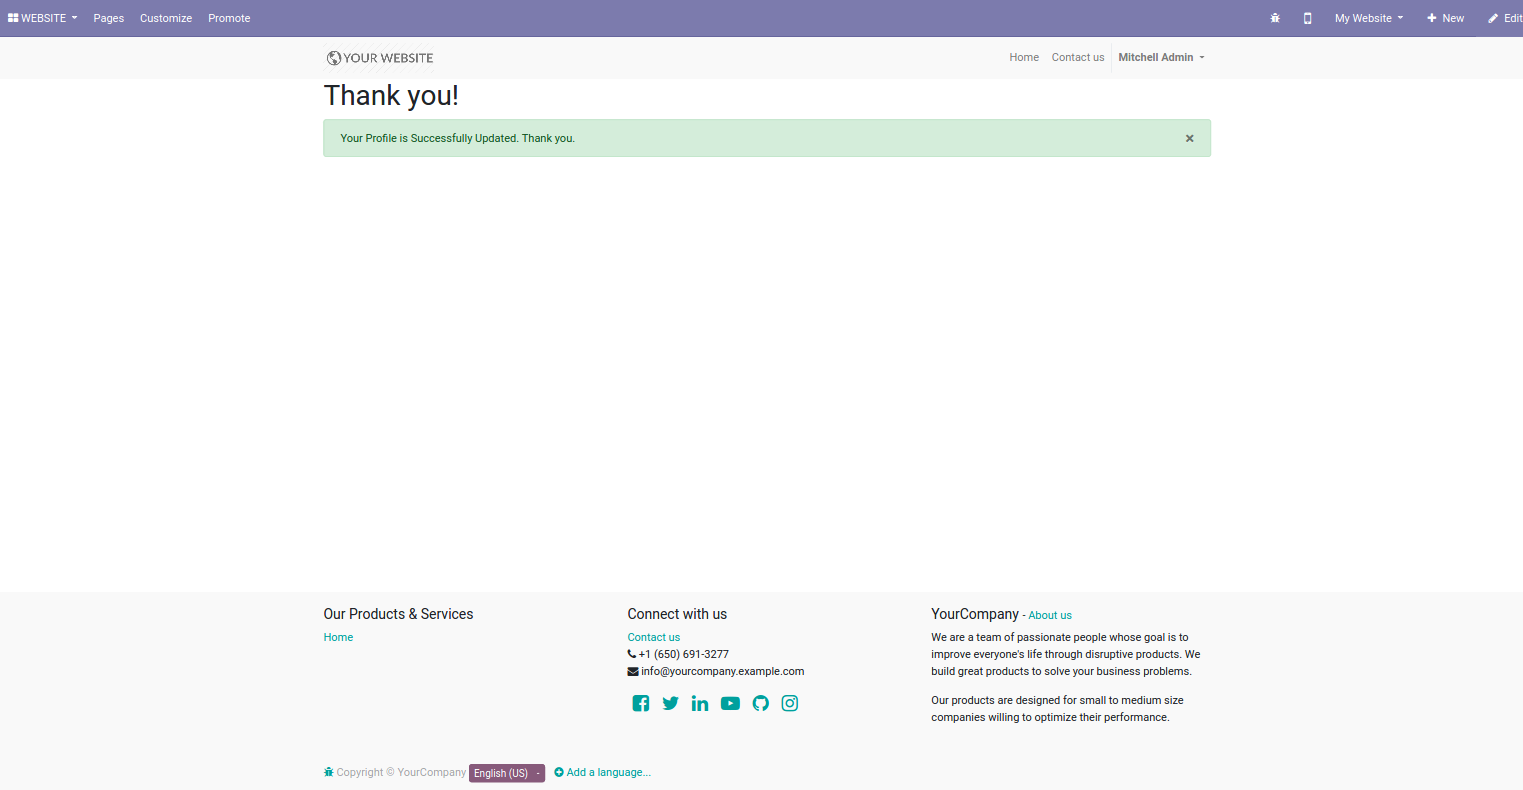 WEBSITE Pages Customize Promote My Website New Edit
YOUR WEBSITE Home Contact us Mitchell Admin
Thank you!
Your Profile is Successfully Updated. Thank you. ×
Our Products & Services
Home
Connect with us
Contact us
+1 (650) 691-3277
info@yourcompany.example.com
YourCompany - About us
We are a team of passionate people whose goal is to
improve everyone's life through disruptive products. We
build great products to solve your business problems.
Our products are designed for small to medium size
companies willing to optimize their performance.
Copyright © YourCompany English (US) Add a language...